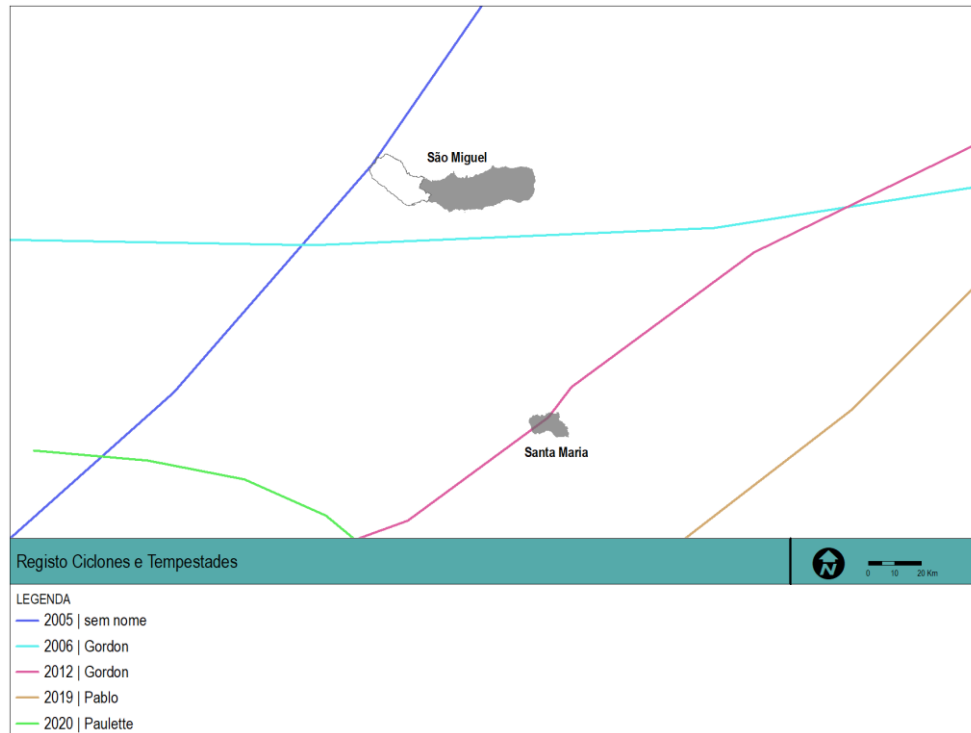 São Miguel
Santa Maria
Registo Ciclones e Tempestades
N
0 10 20 Km
LEGENDA
2005 | sem nome
2006 | Gordon
2012 | Gordon
2019 | Pablo
2020 | Paulette